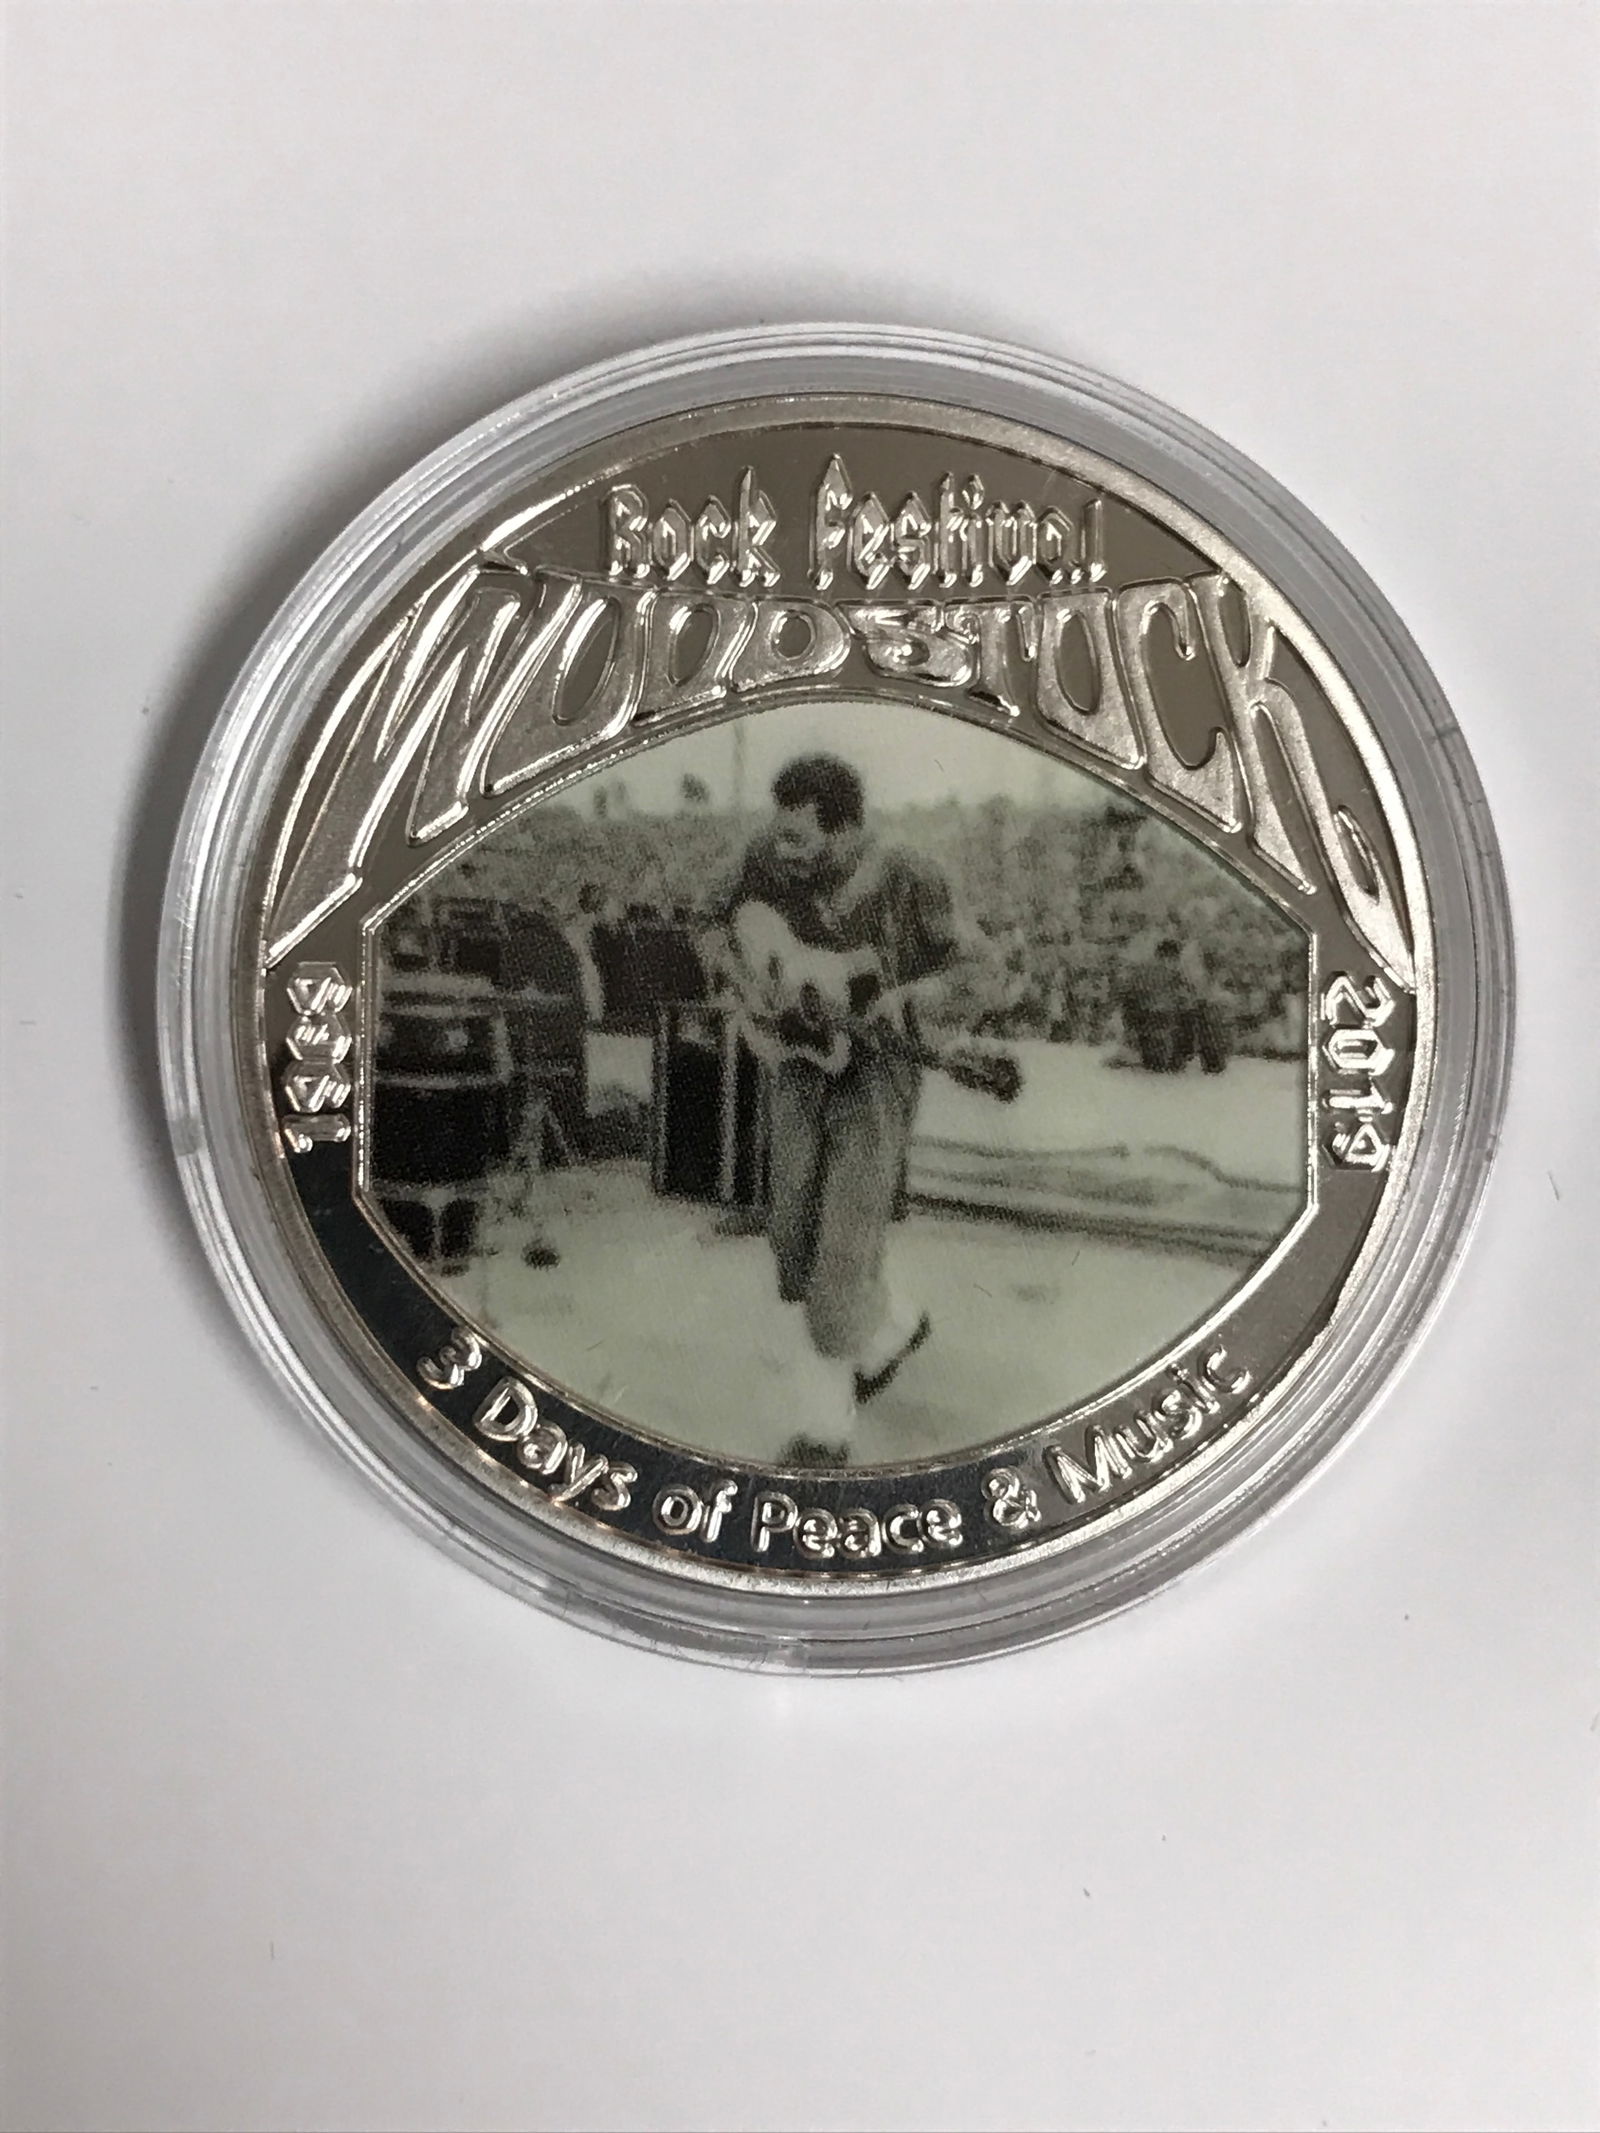 Rock Festival
WOODSTOCK
1969
2019
3 Days of Peace & Music